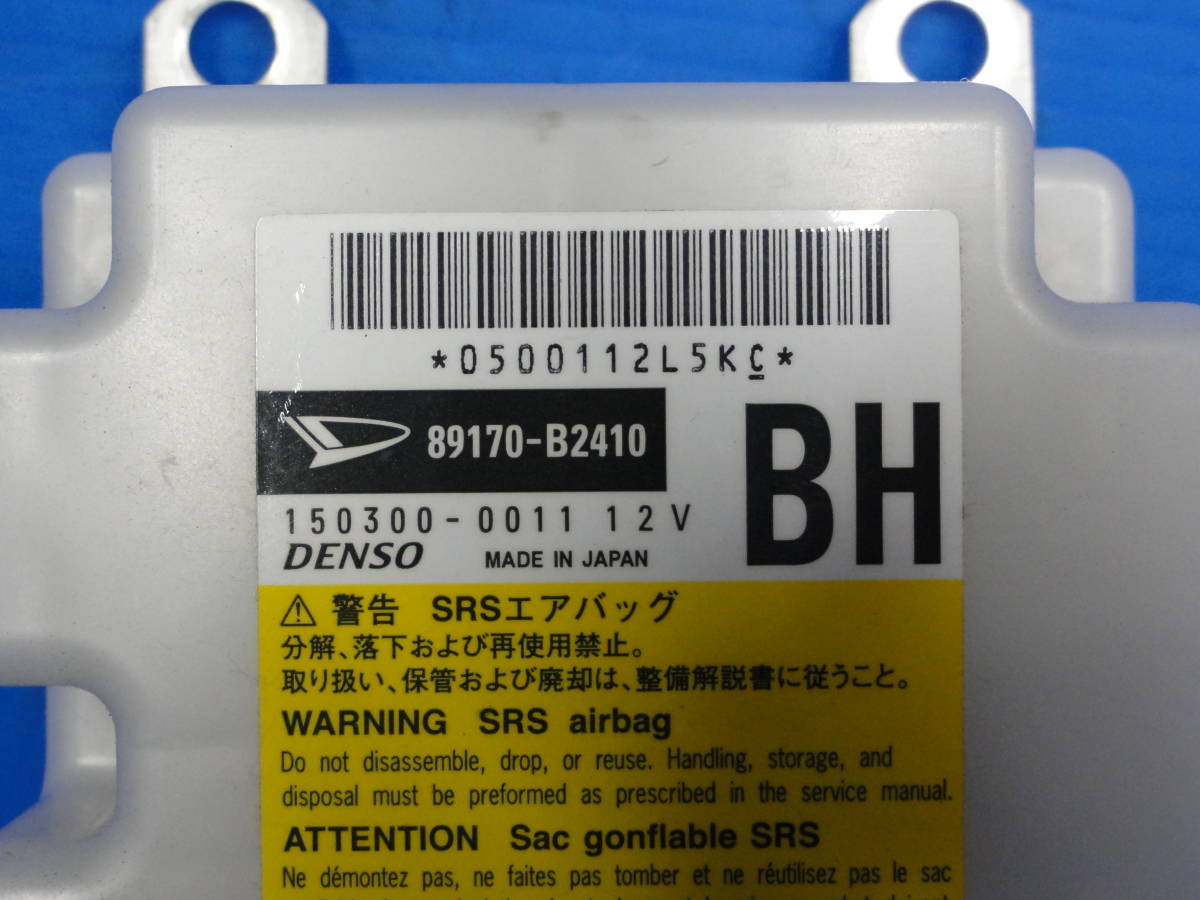 *0500112L5KC*
89170-B2410
BH
150300-0011 12V
DENSO MADE IN JAPAN
⚠ 警告 SRSエアバッグ
分解、落下および再使用禁止。
取り扱い、保管および廃却は、整備解説書に従うこと。
WARNING SRS airbag
Do not disassemble, drop, or reuse. Handling, storage, and
disposal must be preformed as prescribed in the service manual.
ATTENTION Sac gonflable SRS
Ne démontez pas, ne faites pas tomber et ne réutilisez pas le sac